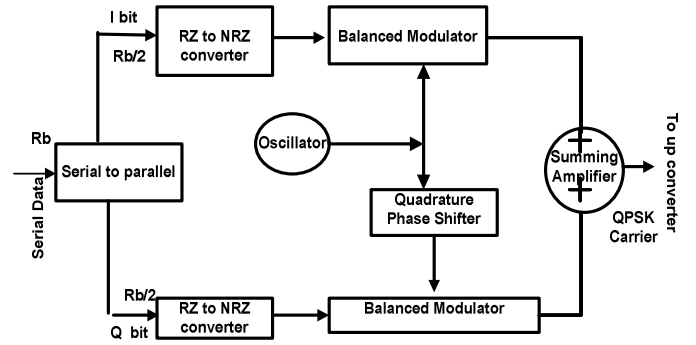 I bit
Rb/2
RZ to NRZ
converter
Balanced Modulator
Rb
Serial to parallel
Serial Data
Oscillator
Quadrature
Phase Shifter
Summing
Amplifier
To up converter
QPSK
Carrier
Rb/2
Q bit
RZ to NRZ
converter
Balanced Modulator